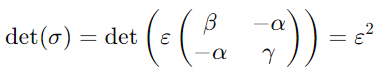 det(σ) = det (ε (β −α −α γ)) = ε²